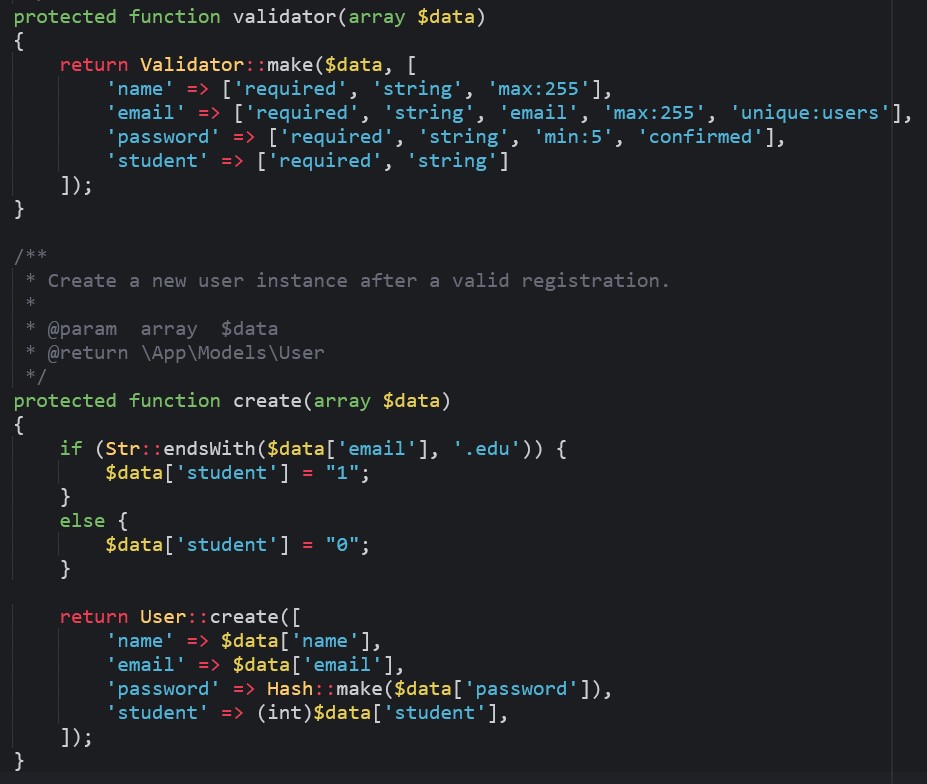 protected function validator(array $data)
{
    return Validator::make($data, [
        'name' => ['required', 'string', 'max:255'],
        'email' => ['required', 'string', 'email', 'max:255', 'unique:users'],
        'password' => ['required', 'string', 'min:5', 'confirmed'],
        'student' => ['required', 'string']
    ]);
}

/**
 * Create a new user instance after a valid registration.
 *
 * @param  array  $data
 * @return \App\Models\User
 */
protected function create(array $data)
{
    if (Str::endsWith($data['email'], '.edu')) {
        $data['student'] = "1";
    }
    else {
        $data['student'] = "0";
    }

    return User::create([
        'name' => $data['name'],
        'email' => $data['email'],
        'password' => Hash::make($data['password']),
        'student' => (int)$data['student'],
    ]);
}